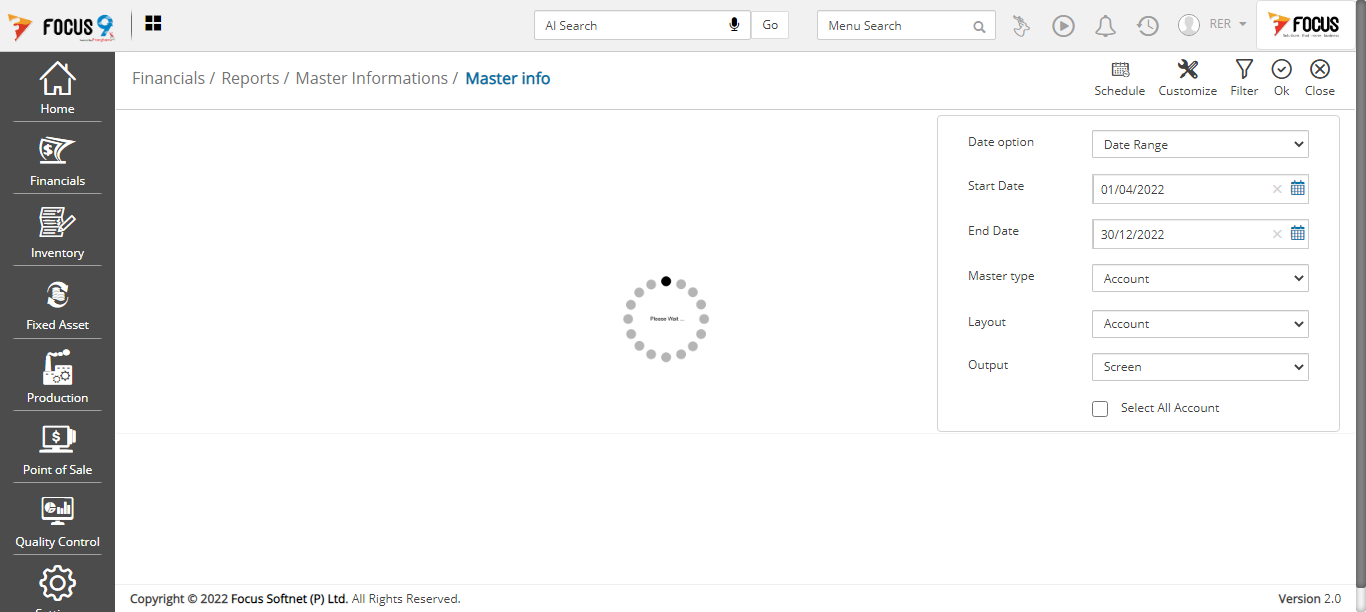 FOCUS 9
AI Search
Go
Menu Search
RER
FOCUS
Home
Financials
Inventory
Fixed Asset
Production
Point of Sale
Quality Control
Financials / Reports / Master Informations / Master info
Schedule
Customize
Filter
Ok
Close
Please Wait ...
Date option
Date Range
Start Date
01/04/2022
End Date
30/12/2022
Master type
Account
Layout
Account
Output
Screen
Select All Account
Copyright © 2022 Focus Softnet (P) Ltd. All Rights Reserved.
Version 2.0